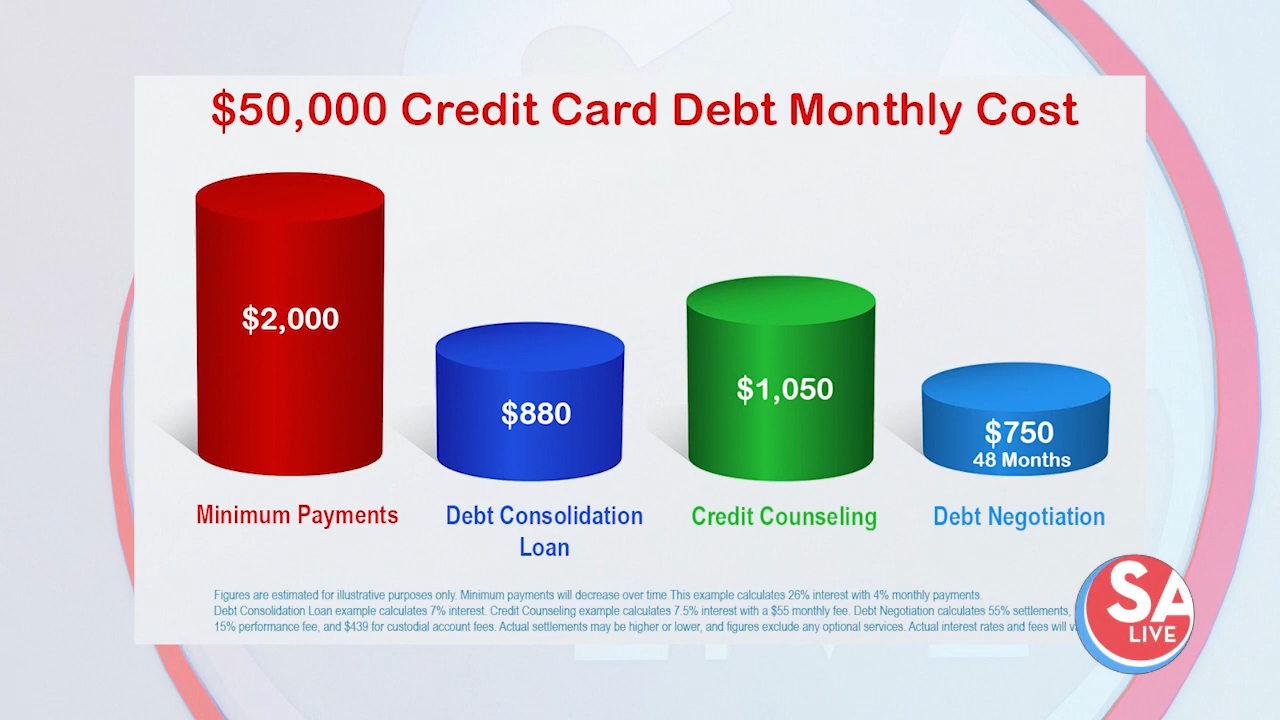 $50,000 Credit Card Debt Monthly Cost
$2,000
$880
$1,050
$750
48 Months
Minimum Payments
Debt Consolidation
Loan
Credit Counseling
Debt Negotiation
Figures are estimated for illustrative purposes only. Minimum payments will decrease over time.This example calculates 26% interest with 4% monthly payments.
Debt Consolidation Loan example calculates 7% interest. Credit Counseling example calculates 7.5% interest with a $55 monthly fee. Debt Negotiation calculates 55% settlements,
15% performance fee, and $439 for custodial account fees. Actual settlements may be higher or lower, and figures exclude any optional services. Actual interest rates and fees will
SA
LIVE